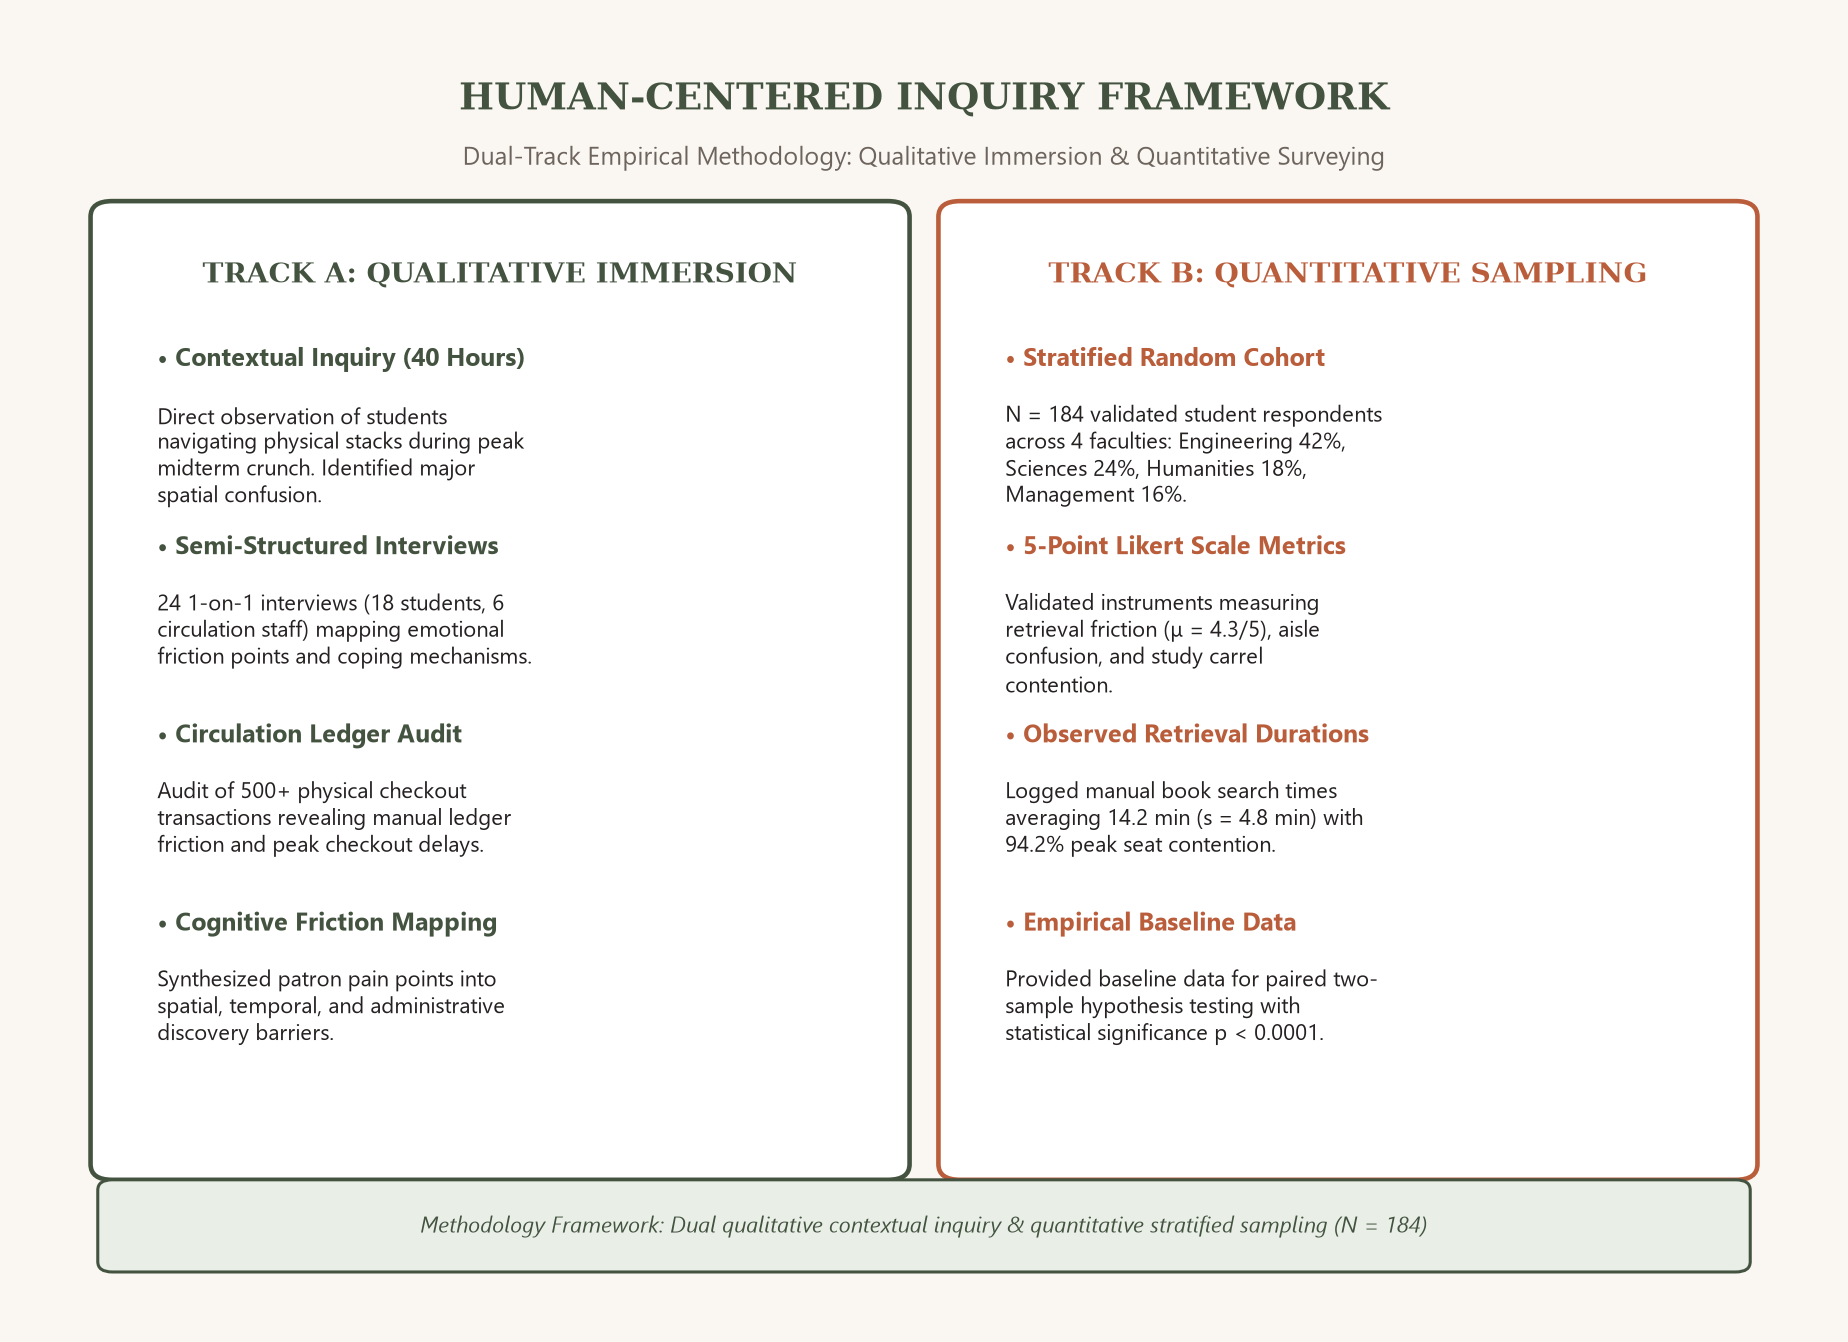 HUMAN-CENTERED INQUIRY FRAMEWORK
Dual-Track Empirical Methodology: Qualitative Immersion & Quantitative Surveying
TRACK A: QUALITATIVE IMMERSION
• Contextual Inquiry (40 Hours)
Direct observation of students
navigating physical stacks during peak
midterm crunch. Identified major
spatial confusion.
• Semi-Structured Interviews
24 1-on-1 interviews (18 students, 6
circulation staff) mapping emotional
friction points and coping mechanisms.
• Circulation Ledger Audit
Audit of 500+ physical checkout
transactions revealing manual ledger
friction and peak checkout delays.
• Cognitive Friction Mapping
Synthesized patron pain points into
spatial, temporal, and administrative
discovery barriers.
TRACK B: QUANTITATIVE SAMPLING
• Stratified Random Cohort
N = 184 validated student respondents
across 4 faculties: Engineering 42%,
Sciences 24%, Humanities 18%,
Management 16%.
• 5-Point Likert Scale Metrics
Validated instruments measuring
retrieval friction (μ = 4.3/5), aisle
confusion, and study carrel
contention.
• Observed Retrieval Durations
Logged manual book search times
averaging 14.2 min (s = 4.8 min) with
94.2% peak seat contention.
• Empirical Baseline Data
Provided baseline data for paired two-
sample hypothesis testing with
statistical significance p < 0.0001.
Methodology Framework: Dual qualitative contextual inquiry & quantitative stratified sampling (N = 184)